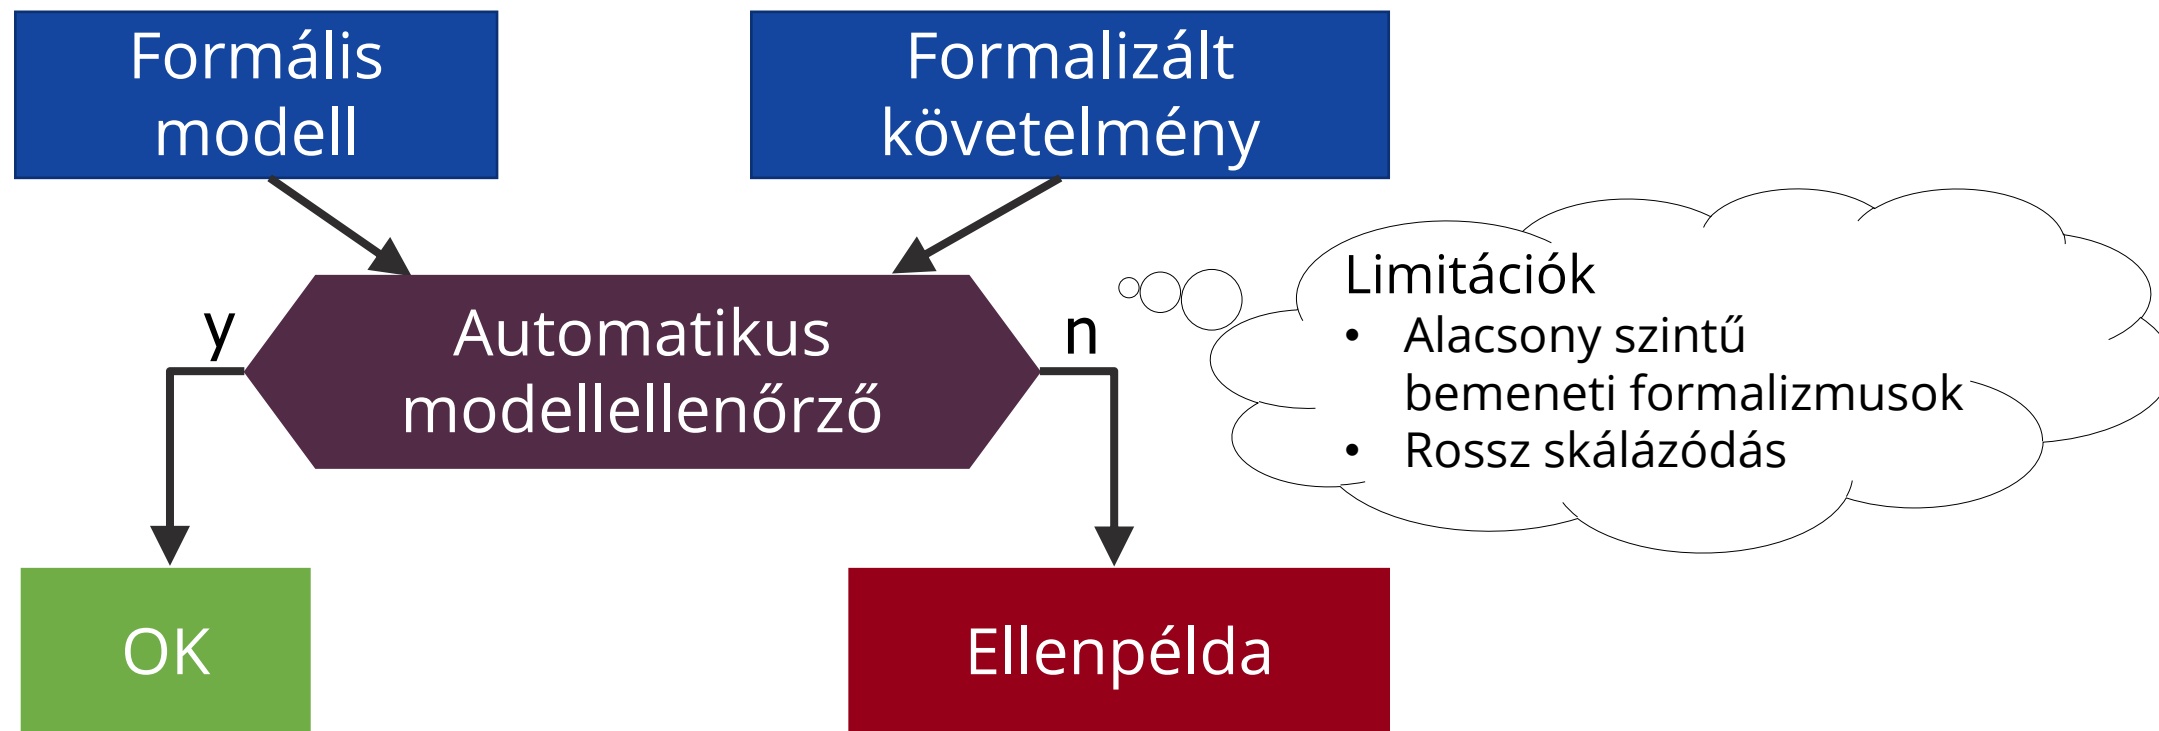 Formális
modell
Formalizált
követelmény
y
Automatikus
modellellenőrző
n
Limitációk
• Alacsony szintű
bemeneti formalizmusok
• Rossz skálázódás
OK
Ellenpélda